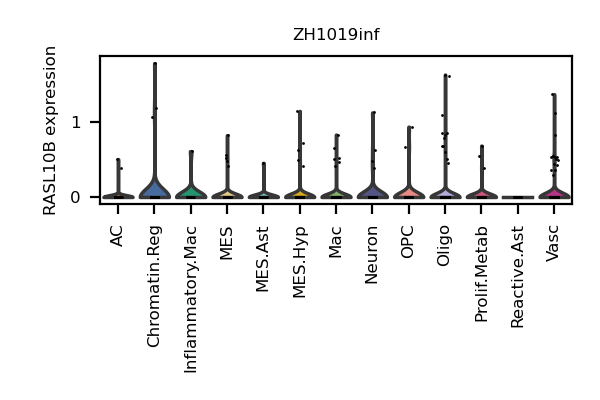 ZH1019inf
RASL10B expression
1
0
AC
Chromatin.Reg
Inflammatory.Mac
MES
MES.Ast
MES.Hyp
Mac
Neuron
OPC
Oligo
Prolif.Metab
Reactive.Ast
Vasc